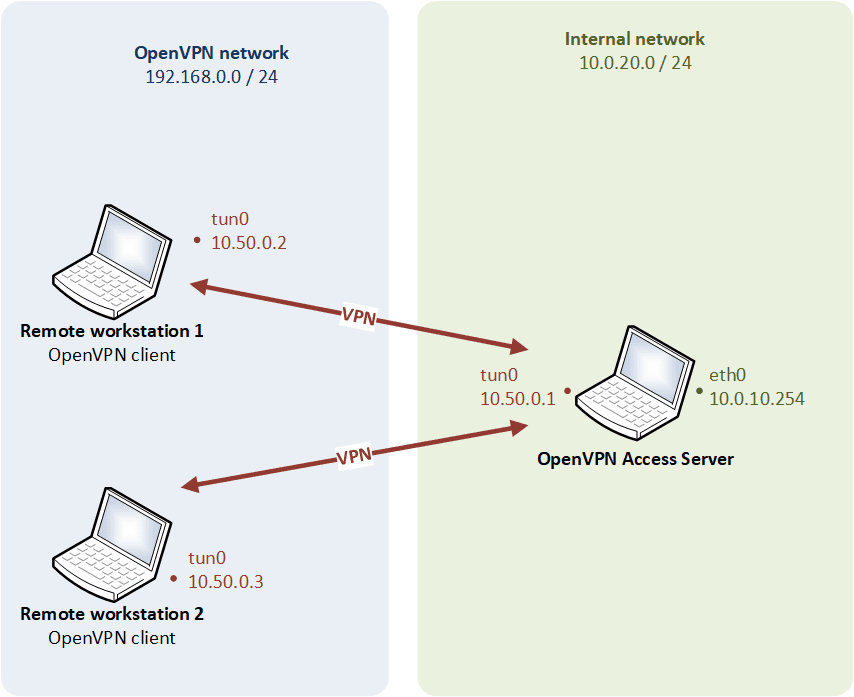 OpenVPN network
192.168.0.0 / 24
Internal network
10.0.20.0 / 24
tun0
10.50.0.2
Remote workstation 1
OpenVPN client
VPN
tun0
10.50.0.1
eth0
10.0.10.254
OpenVPN Access Server
VPN
tun0
10.50.0.3
Remote workstation 2
OpenVPN client